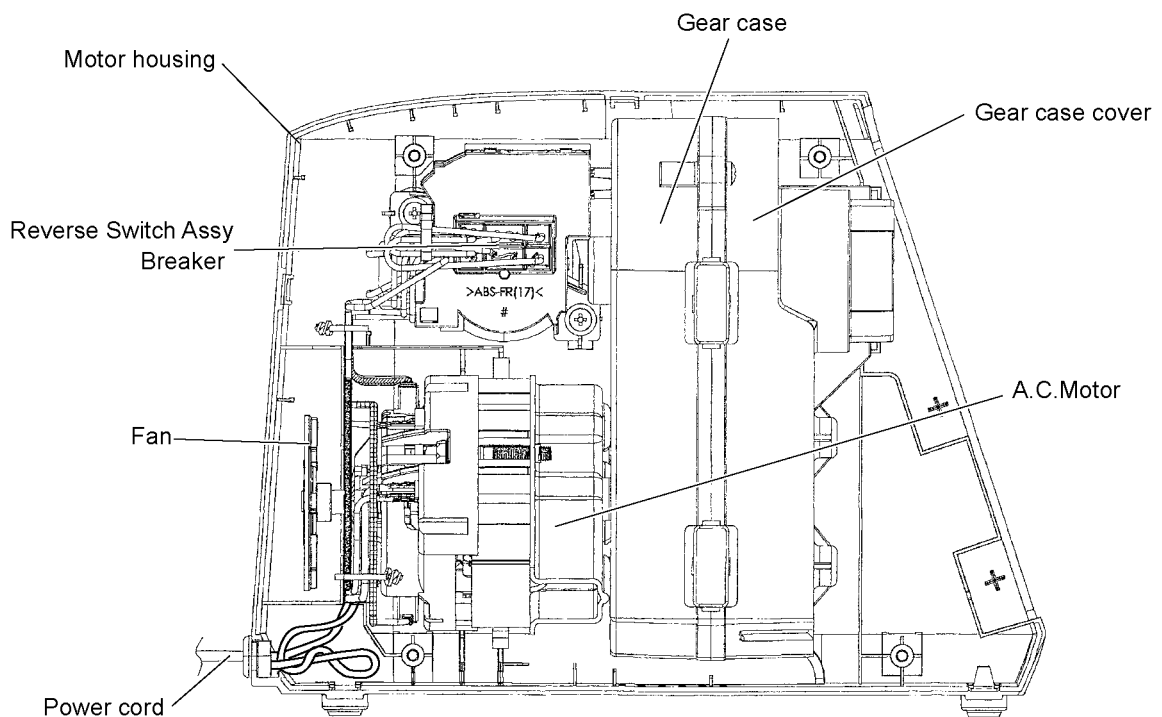 Gear case
Motor housing
Gear case cover
Reverse Switch Assy
Breaker
>ABS-FR(17)<
#
A.C.Motor
Fan
Power cord